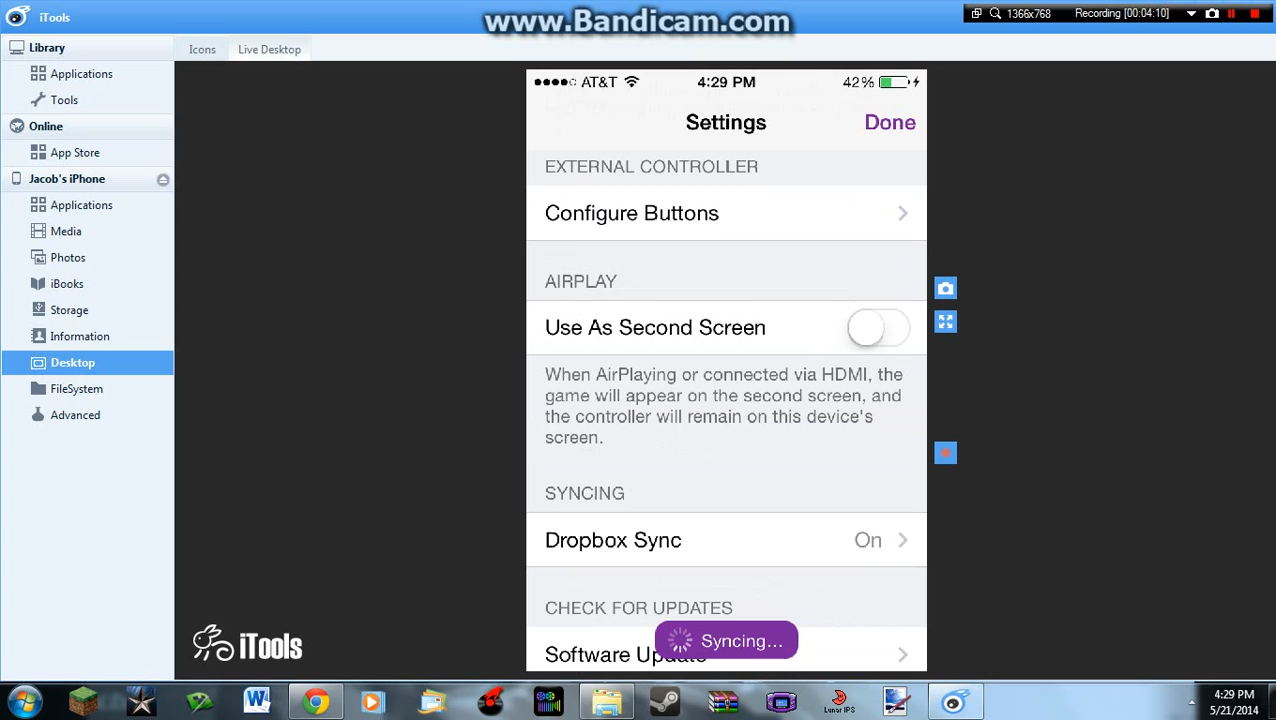 iTools
www.Bandicam.com
1366x768
Recording [00:04:10]
Library
Applications
Tools
Online
App Store
Jacob's iPhone
Applications
Media
Photos
iBooks
Storage
Information
Desktop
FileSystem
Advanced
Icons
Live Desktop
AT&T
4:29 PM
42%
Settings
Done
EXTERNAL CONTROLLER
Configure Buttons
AIRPLAY
Use As Second Screen
When AirPlaying or connected via HDMI, the
game will appear on the second screen, and
the controller will remain on this device's
screen.
SYNCING
Dropbox Sync
On
CHECK FOR UPDATES
Software Update
Syncing...
iTools
Lunar IPS
4:29 PM
5/21/2014